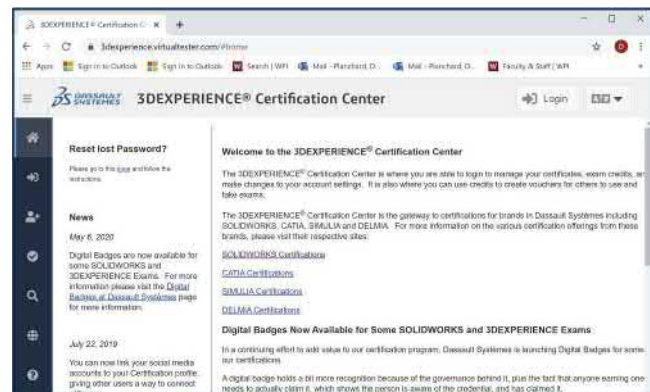 3DEXPERIENCE® Certification C
3dexperience.virtualtester.com/#home
Apps Sign in to Outlook Sign in to Outlook Search | WPI Mail - Planchard, D... Mail - Planchard, D... Faculty & Staff | WPI
DASSAULT SYSTEMES 3DEXPERIENCE® Certification Center Login
Reset lost Password?
Please go to this page and follow the
instructions.
News
May 6, 2020
Digital Badges are now available for
some SOLIDWORKS and
3DEXPERIENCE Exams. For more
information please visit the Digital
Badges at Dassault Systèmes page
for more information.
July 22, 2019
You can now link your social media
accounts to your Certification profile,
giving other users a way to connect
Welcome to the 3DEXPERIENCE® Certification Center
The 3DEXPERIENCE® Certification Center is where you are able to login to manage your certificates, exam credits, an
make changes to your account settings. It is also where you can use credits to create vouchers for others to use and
take exams.
The 3DEXPERIENCE® Certification Center is the gateway to certifications for brands in Dassault Systèmes including
SOLIDWORKS, CATIA, SIMULIA and DELMIA. For more information on the various certification offerings from these
brands, please visit their respective sites:
SOLIDWORKS Certifications
CATIA Certifications
SIMULIA Certifications
DELMIA Certifications
Digital Badges Now Available for Some SOLIDWORKS and 3DEXPERIENCE Exams
In a continuing effort to add value to our certification program, Dassault Systèmes is launching Digital Badges for some
our certifications.
A digital badge holds a bit more recognition because of the governance behind it, plus the fact that anyone earning one
needs to actually claim it, which shows the person is aware of the credential, and has claimed it.